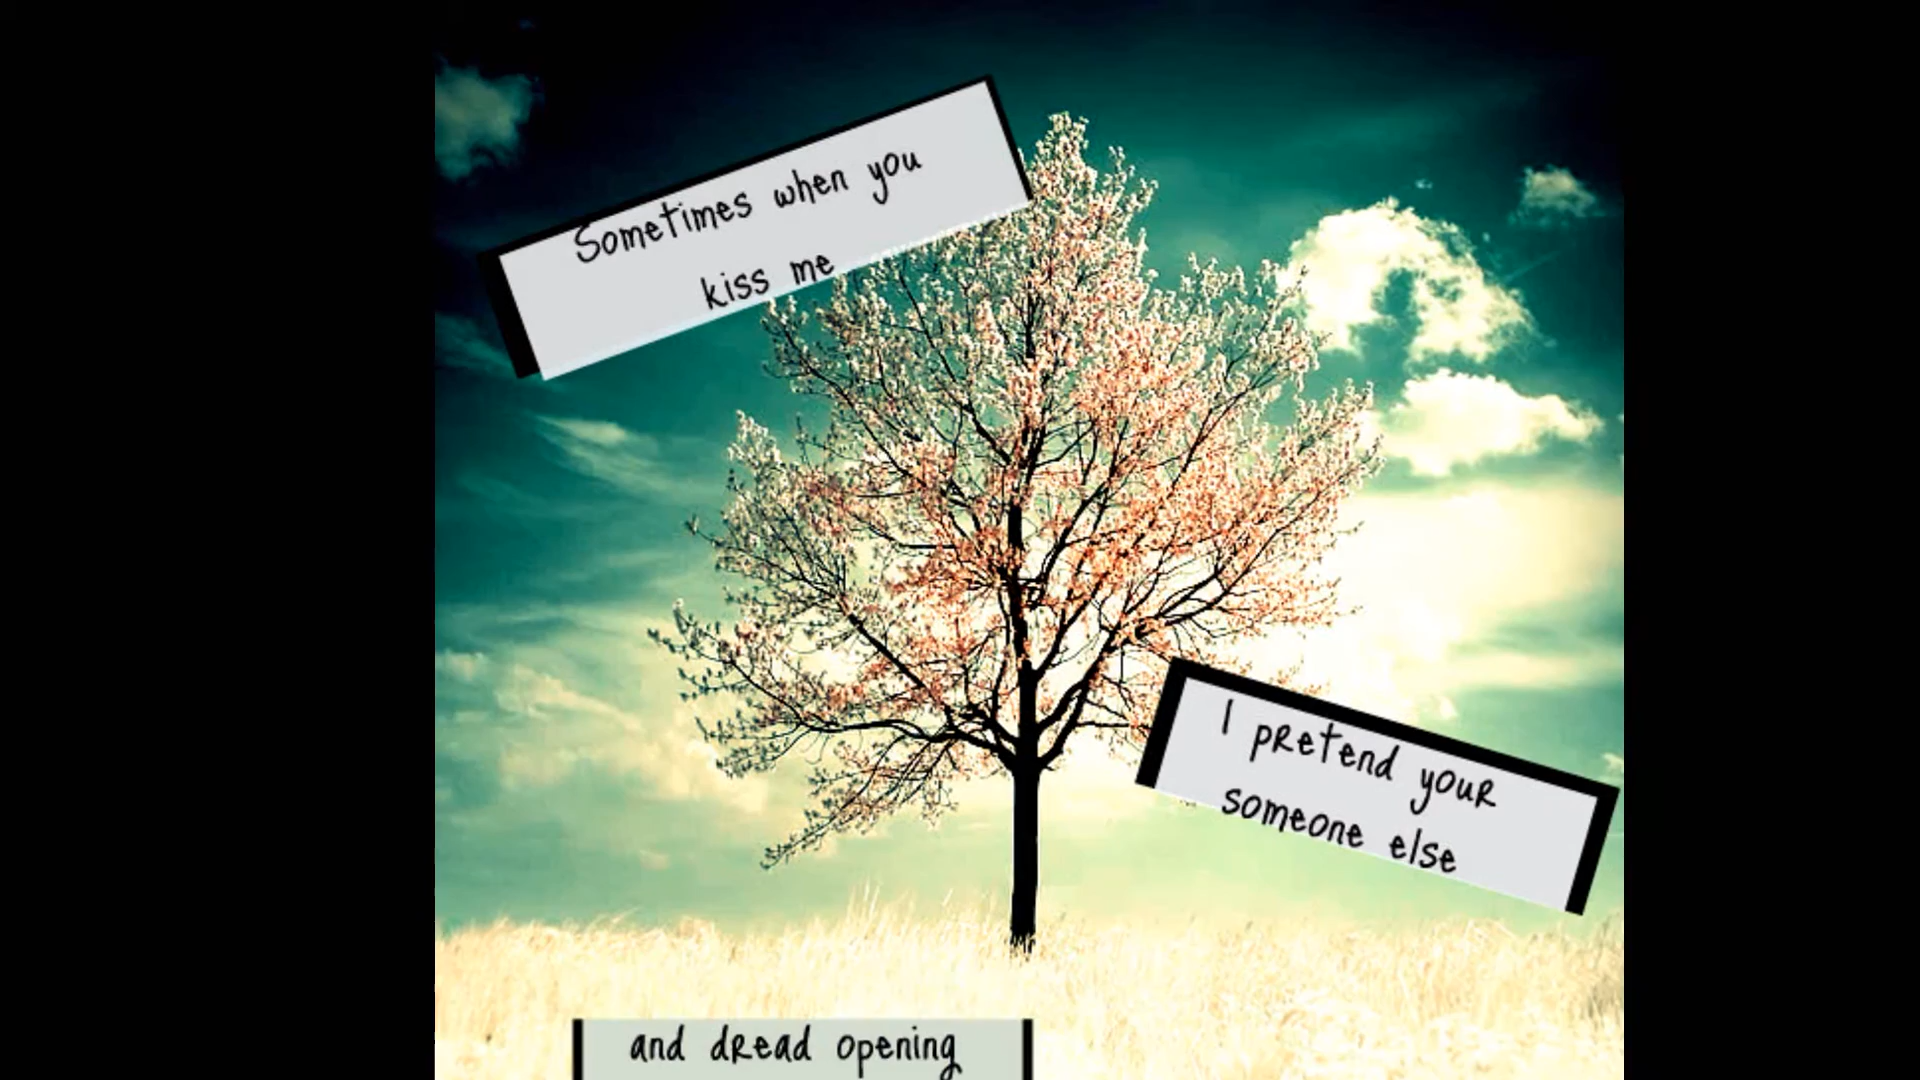 Sometimes when you
kiss me
I pretend your
someone else
and dread opening